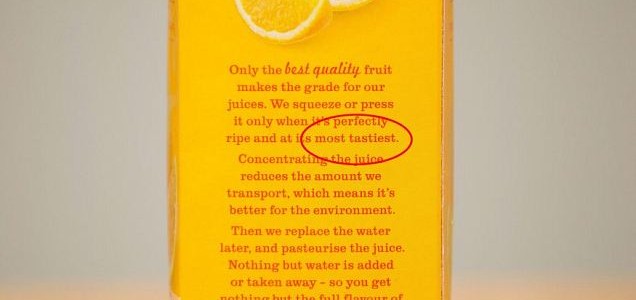 Only the best quality fruit
makes the grade for our
juices. We squeeze or press
it only when it's perfectly
ripe and at its most tastiest.
Concentrating the juice
reduces the amount we
transport, which means it's
better for the environment.
Then we replace the water
later, and pasteurise the juice.
Nothing but water is added
or taken away – so you get
nothing but the full flavour of